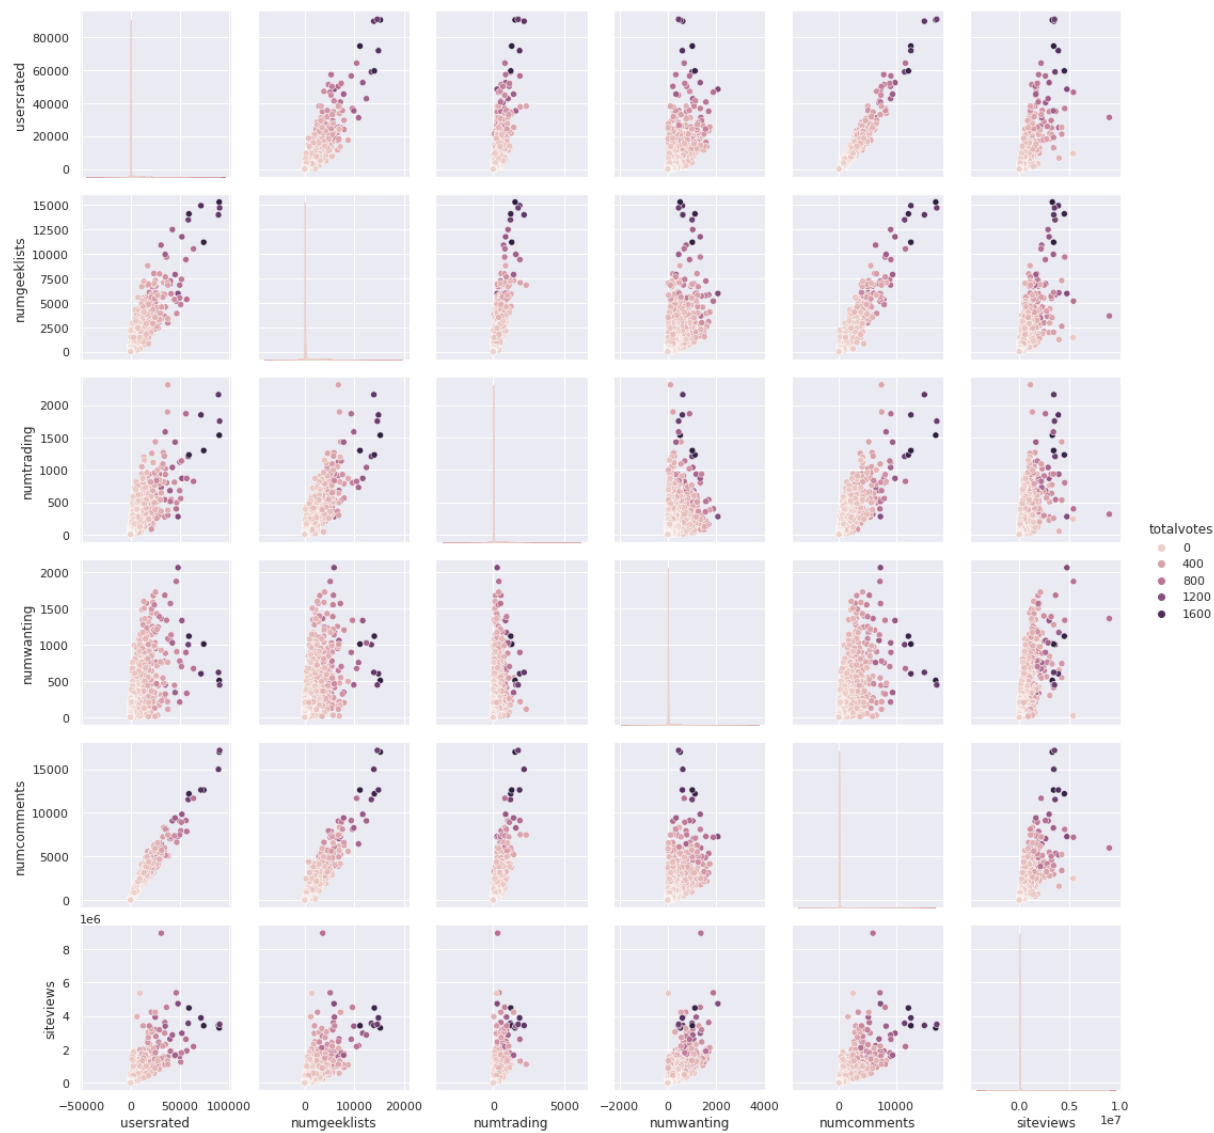 80000
60000
40000
20000
0
usersrated
15000
12500
10000
7500
5000
2500
0
numgeeklists
2000
1500
1000
500
0
numtrading
totalvotes
0
400
800
1200
1600
2000
1500
1000
500
0
numwanting
15000
10000
5000
0
numcomments
1e6
8
6
4
2
0
siteviews
−50000 0 50000 100000
0 10000 20000
0 5000
−2000 0 2000 4000
0 10000
0.0 0.5 1.0
1e7
usersrated numgeeklists numtrading numwanting numcomments siteviews